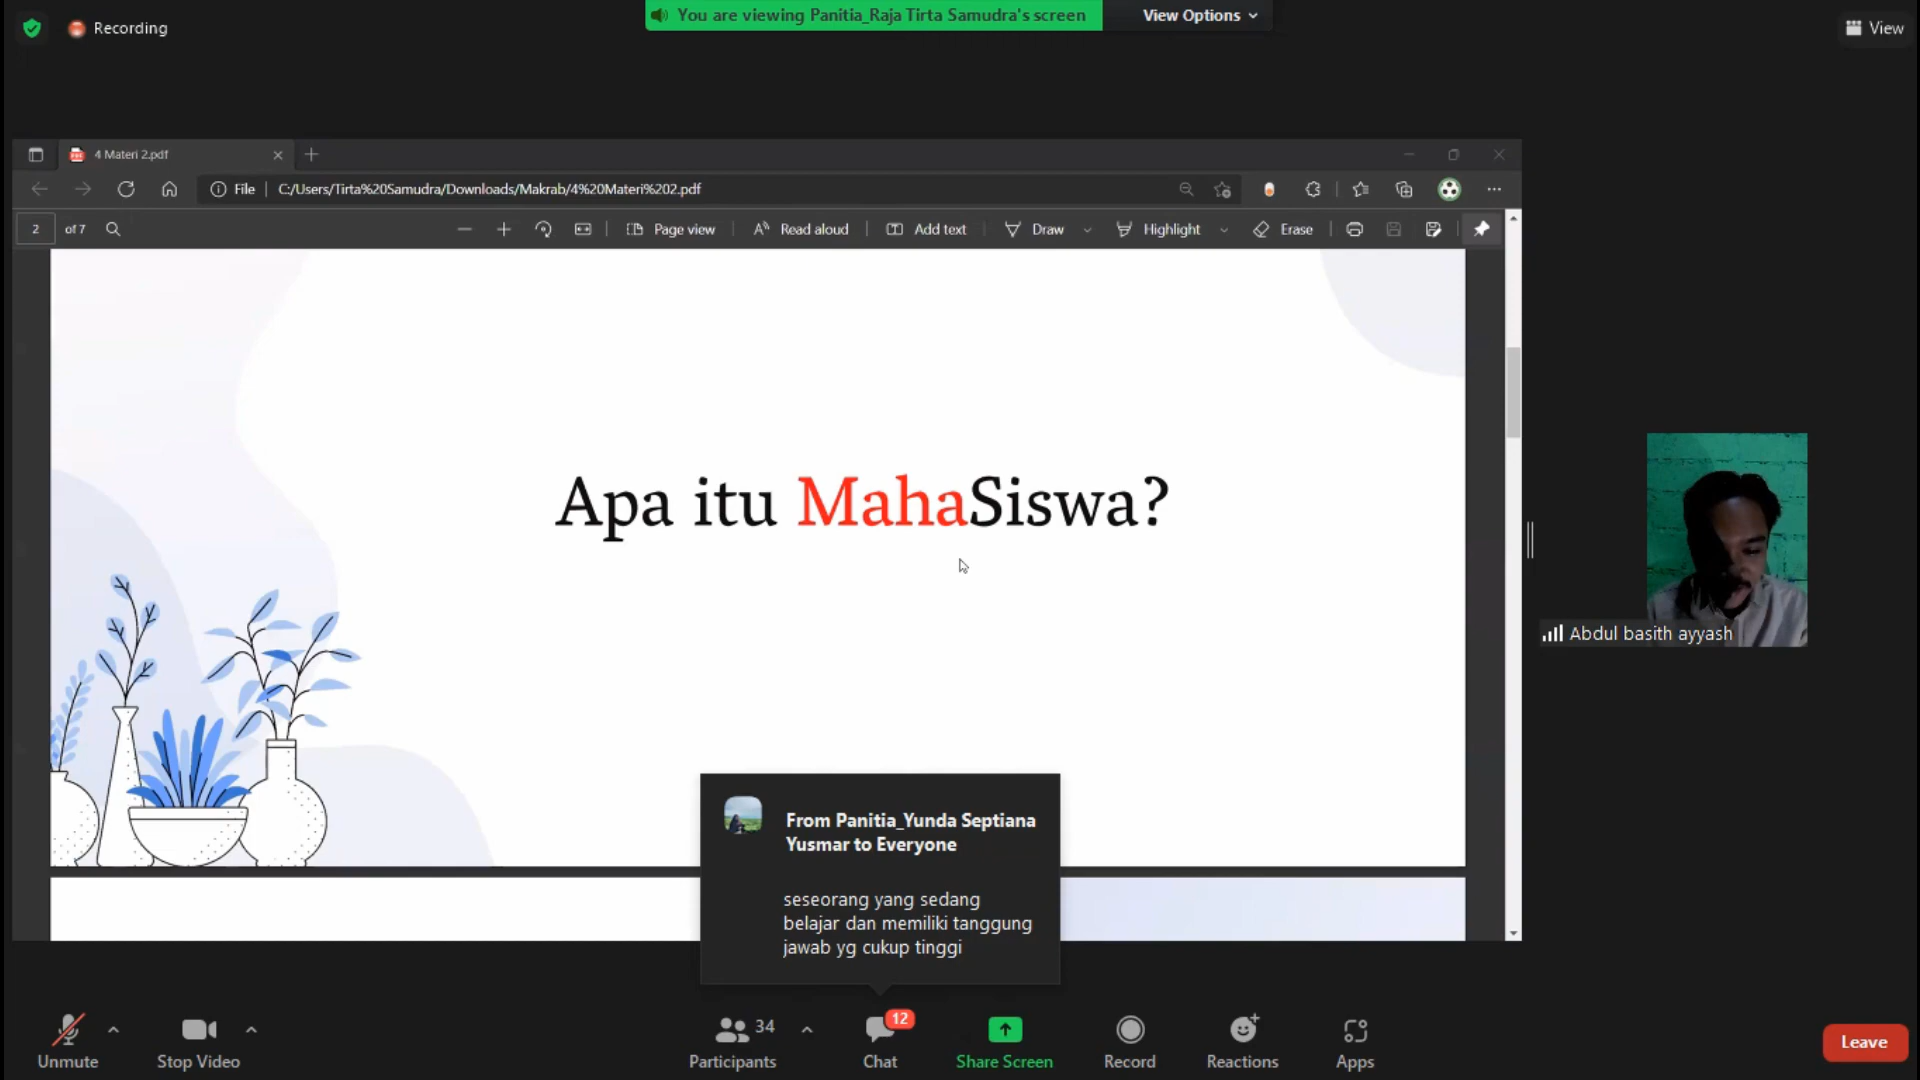 Recording
You are viewing Panitia_Raja Tirta Samudra's screen
View Options
View
4 Materi 2.pdf
File
C:/Users/Tirta%20Samudra/Downloads/Makrab/4%20Materi%202.pdf
2 of 7
Page view
Read aloud
Add text
Draw
Highlight
Erase
Apa itu MahaSiswa?
Abdul basith ayyash
From Panitia_Yunda Septiana
Yusmar to Everyone
seseorang yang sedang
belajar dan memiliki tanggung
jawab yg cukup tinggi
Unmute
Stop Video
34
Participants
12
Chat
Share Screen
Record
Reactions
Apps
Leave